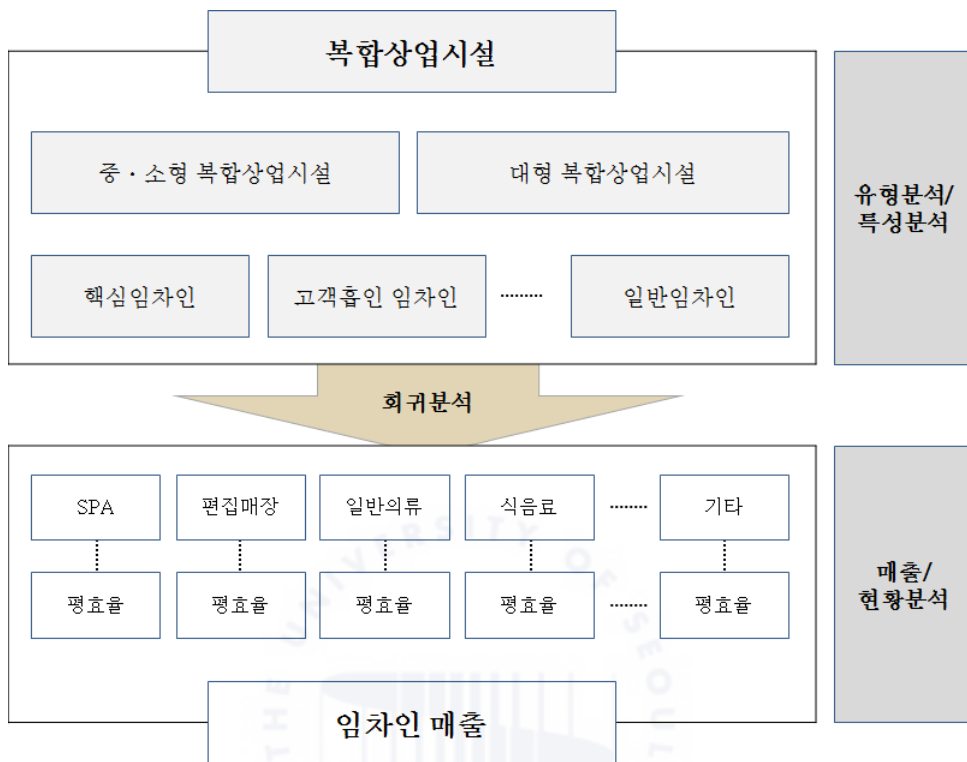 복합상업시설
중・소형 복합상업시설
대형 복합상업시설
유형분석/
특성분석
핵심임차인
고객흡인 임차인
일반임차인
회귀분석
SPA
편집매장
일반의류
식음료
기타
매출/
현황분석
평효율
평효율
평효율
평효율
평효율
임차인 매출
THE UNIVERSITY OF SEOUL